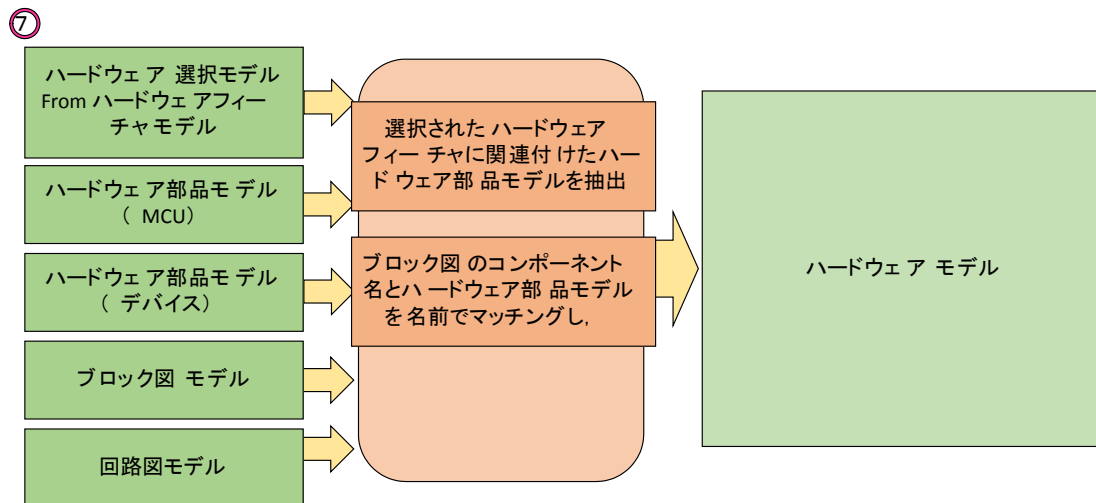 ⑦
ハードウェア 選択モデル
From ハードウェアフィー
チャモデル
ハードウェア部品モデル
( MCU)
ハードウェア部品モデル
( デバイス)
ブロック図 モデル
回路図モデル
選択された ハードウェア
フィー チャに関連付 けたハー
ド ウェア部 品モデルを抽出
ブロック図 のコンポーネント
名とハードウェア部 品モデル
を名前でマッチングし,
ハードウェア モデル